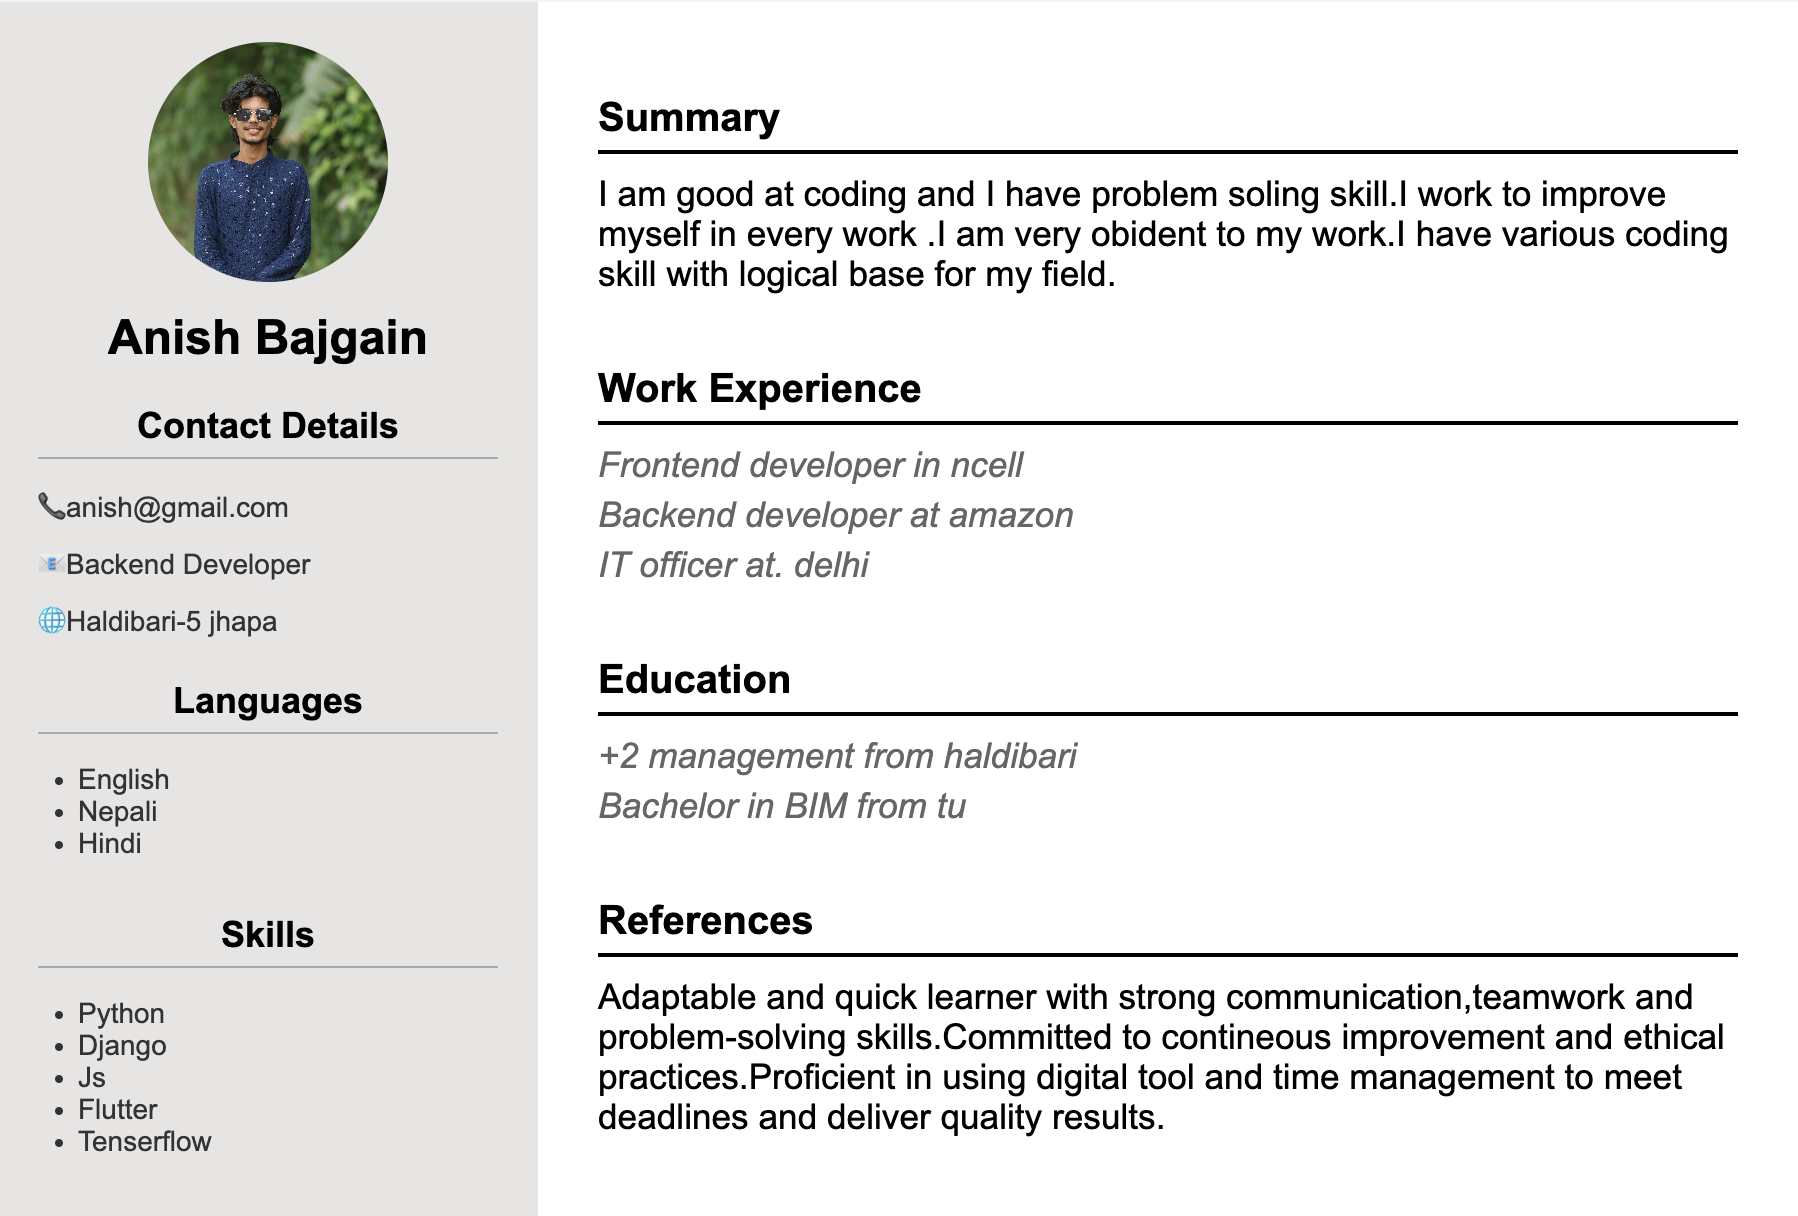 Anish Bajgain
Contact Details
📞anish@gmail.com
📧Backend Developer
🌐Haldibari-5 jhapa
Languages
• English
• Nepali
• Hindi
Skills
• Python
• Django
• Js
• Flutter
• Tenserflow
Summary
I am good at coding and I have problem soling skill.I work to improve
myself in every work .I am very obident to my work.I have various coding
skill with logical base for my field.
Work Experience
Frontend developer in ncell
Backend developer at amazon
IT officer at. delhi
Education
+2 management from haldibari
Bachelor in BIM from tu
References
Adaptable and quick learner with strong communication,teamwork and
problem-solving skills.Committed to contineous improvement and ethical
practices.Proficient in using digital tool and time management to meet
deadlines and deliver quality results.